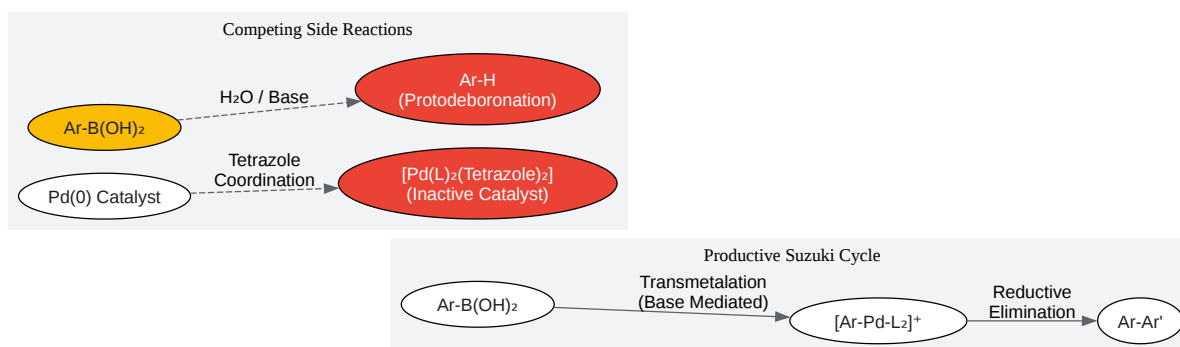 Competing Side Reactions
Ar-H
(Protodeboronation)
H₂O / Base
Ar-B(OH)₂
Tetrazole
Coordination
[Pd(L)₂(Tetrazole)₂]
(Inactive Catalyst)
Pd(0) Catalyst
Productive Suzuki Cycle
Ar-B(OH)₂
Transmetalation
(Base Mediated)
[Ar-Pd-L₂]⁺
Reductive
Elimination
Ar-Ar'